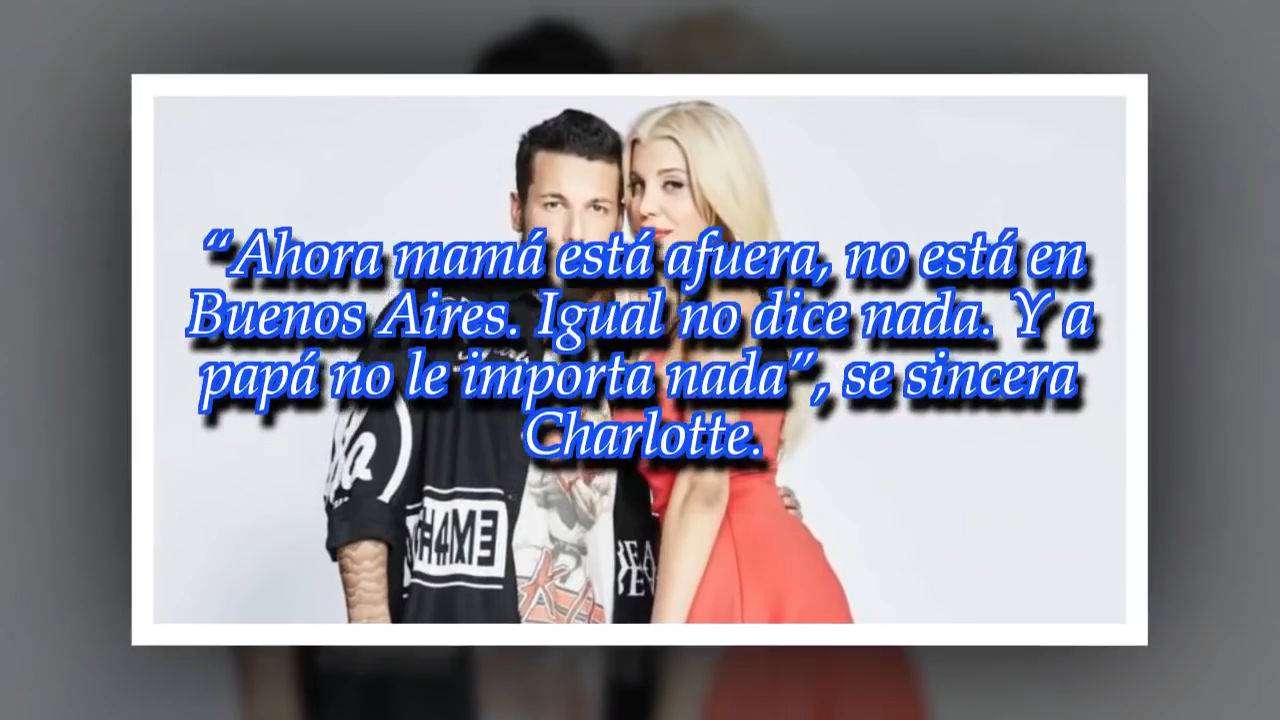 “Ahora mamá está afuera, no está en
Buenos Aires. Igual no dice nada. Y a
papá no le importa nada”, se sincera
Charlotte.